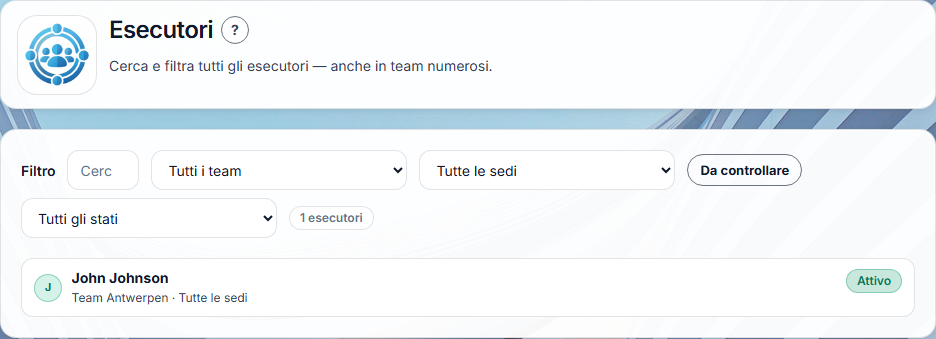 Esecutori ?
Cerca e filtra tutti gli esecutori — anche in team numerosi.
Filtro Cerc Tutti i team Tutte le sedi Da controllare
Tutti gli stati 1 esecutori
J John Johnson Attivo
Team Antwerpen · Tutte le sedi